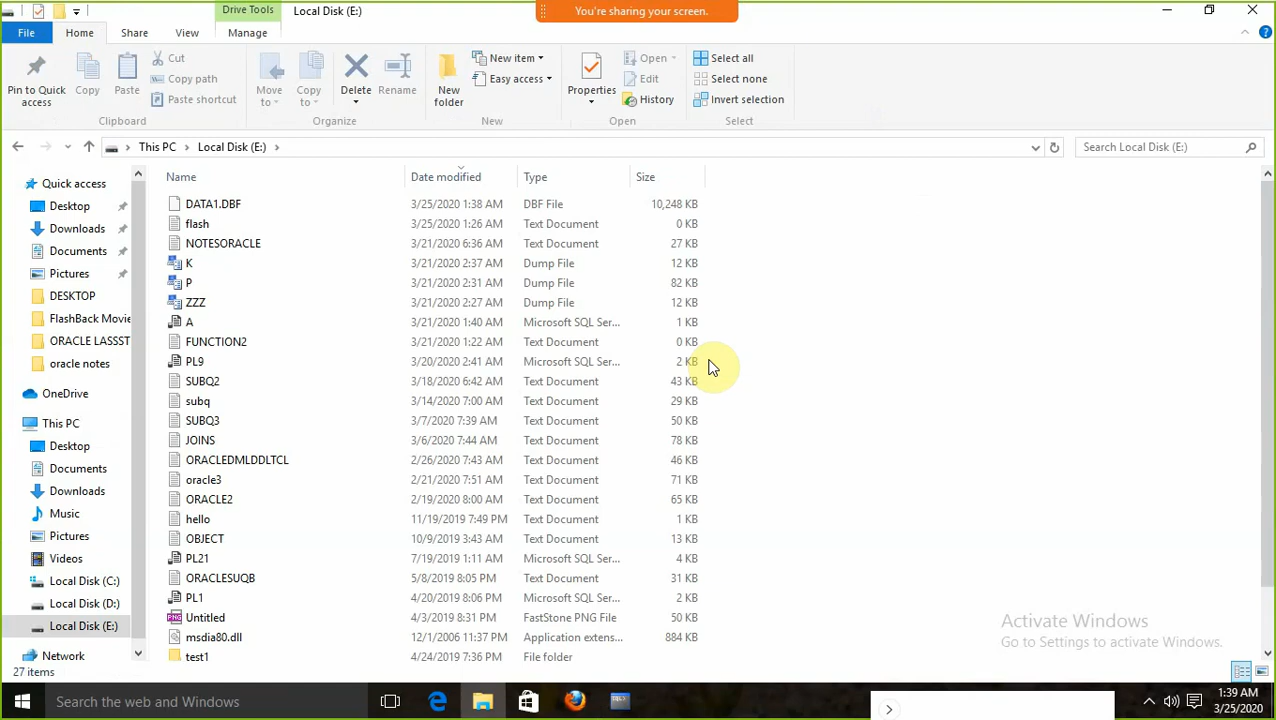 Drive Tools
Local Disk (E:)
You're sharing your screen.
File
Home
Share
View
Manage
Pin to Quick access
Copy
Paste
Cut
Copy path
Paste shortcut
Clipboard
Move to
Copy to
Delete
Rename
Organize
New folder
New item
Easy access
New
Properties
Open
Edit
History
Open
Select all
Select none
Invert selection
Select
This PC > Local Disk (E:) >
Search Local Disk (E:)
Quick access
Desktop
Downloads
Documents
Pictures
DESKTOP
FlashBack Movie
ORACLE LASSST
oracle notes
OneDrive
This PC
Desktop
Documents
Downloads
Music
Pictures
Videos
Local Disk (C:)
Local Disk (D:)
Local Disk (E:)
Network
Name Date modified Type Size
DATA1.DBF 3/25/2020 1:38 AM DBF File 10,248 KB
flash 3/25/2020 1:26 AM Text Document 0 KB
NOTESORACLE 3/21/2020 6:36 AM Text Document 27 KB
K 3/21/2020 2:37 AM Dump File 12 KB
P 3/21/2020 2:31 AM Dump File 82 KB
ZZZ 3/21/2020 2:27 AM Dump File 12 KB
A 3/21/2020 1:40 AM Microsoft SQL Ser... 1 KB
FUNCTION2 3/21/2020 1:22 AM Text Document 0 KB
PL9 3/20/2020 2:41 AM Microsoft SQL Ser... 2 KB
SUBQ2 3/18/2020 6:42 AM Text Document 43 KB
subq 3/14/2020 7:00 AM Text Document 29 KB
SUBQ3 3/7/2020 7:39 AM Text Document 50 KB
JOINS 3/6/2020 7:44 AM Text Document 78 KB
ORACLEDMLDDLTCL 2/26/2020 7:43 AM Text Document 46 KB
oracle3 2/21/2020 7:51 AM Text Document 71 KB
ORACLE2 2/19/2020 8:00 AM Text Document 65 KB
hello 11/19/2019 7:49 PM Text Document 1 KB
OBJECT 10/9/2019 3:43 AM Text Document 13 KB
PL21 7/19/2019 1:11 AM Microsoft SQL Ser... 4 KB
ORACLESUQB 5/8/2019 8:05 PM Text Document 31 KB
PL1 4/20/2019 8:06 PM Microsoft SQL Ser... 2 KB
Untitled 4/3/2019 8:31 PM FastStone PNG File 50 KB
msdia80.dll 12/1/2006 11:37 PM Application extens... 884 KB
test1 4/24/2019 7:36 PM File folder
Activate Windows
Go to Settings to activate Windows.
27 items
Search the web and Windows
1:39 AM
3/25/2020